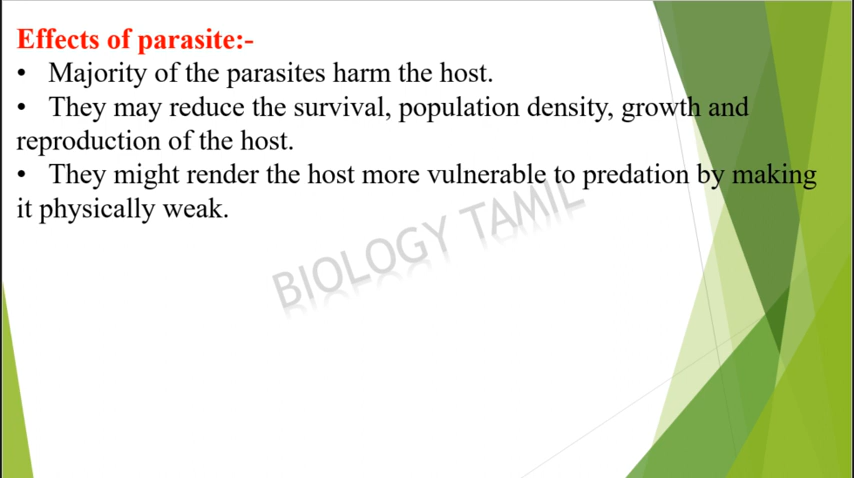 Effects of parasite:-
• Majority of the parasites harm the host.
• They may reduce the survival, population density, growth and
reproduction of the host.
• They might render the host more vulnerable to predation by making
it physically weak.
BIOLOGY TAMIL